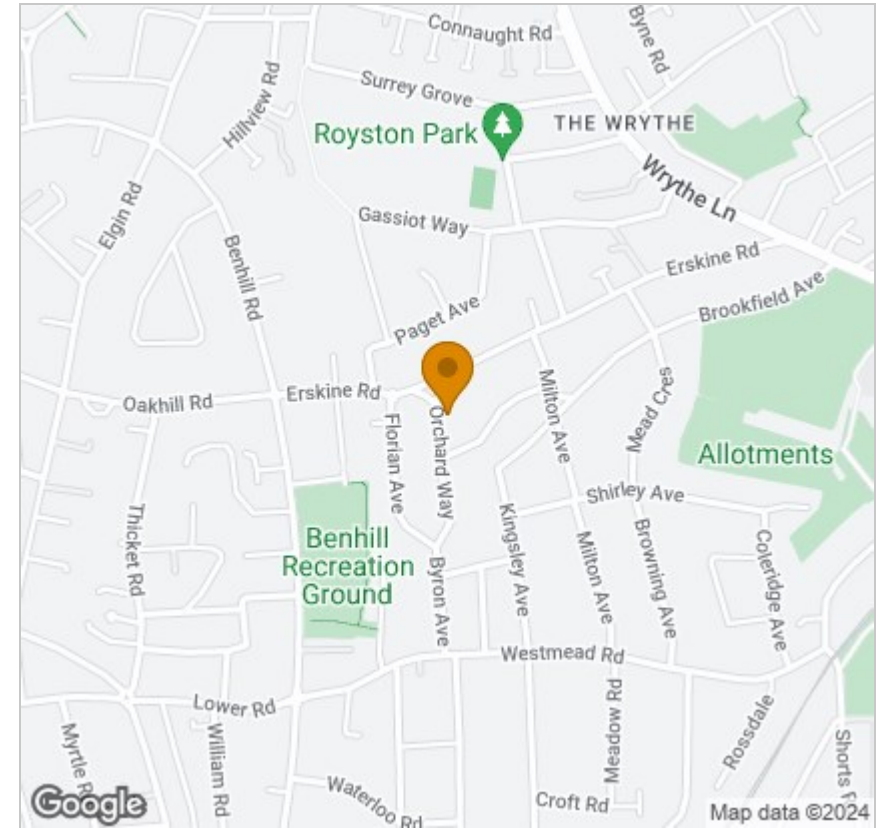 Connaught Rd
Byne Rd
Surrey Grove
Hillview Rd
Royston Park
THE WRYTHE
Wrythe Ln
Elgin Rd
Gassiot Way
Benhill Rd
Erskine Rd
Brookfield Ave
Paget Ave
Oakhill Rd
Erskine Rd
Milton Ave
Mead Cres
Florian Ave
Orchard Way
Allotments
Shirley Ave
Thicket Rd
Kingsley Ave
Benhill
Recreation
Ground
Milton Ave
Browning Ave
Coleridge Ave
Byron Ave
Westmead Rd
Lower Rd
Meadow Rd
Rossdale
Myrtle R
William Rd
Shorts R
Waterloo Rd
Croft Rd
Google
Map data ©2024